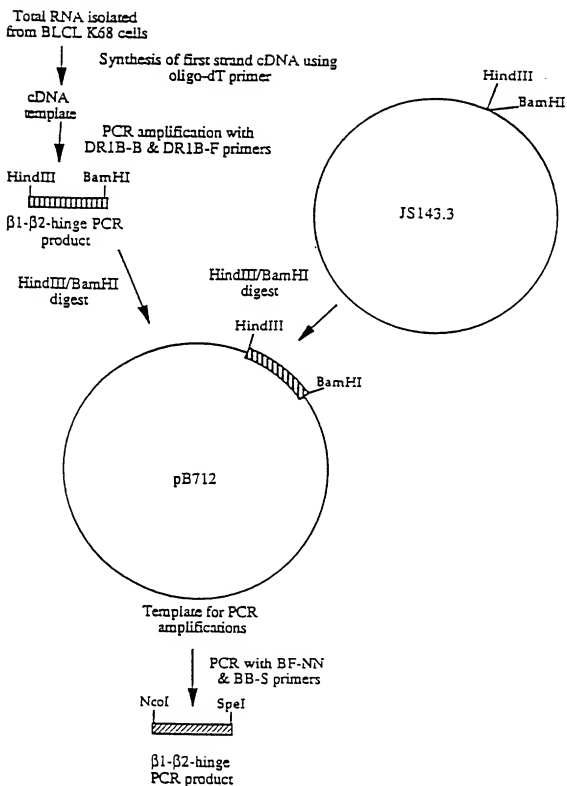 Total RNA isolated
from BLCL K68 cells
Synthesis of first strand cDNA using
oligo-dT primer
cDNA
template
PCR amplification with
DR1B-B & DR1B-F primers
HindIII
BamHI
β1-β2-hinge PCR
product
HindIII/BamHI
digest
HindIII
BamHI
JS143.3
HindIII/BamHI
digest
HindIII
BamHI
pB712
Template for PCR
amplifications
PCR with BF-NN
& BB-S primers
NcoI
SpeI
β1-β2-hinge
PCR product